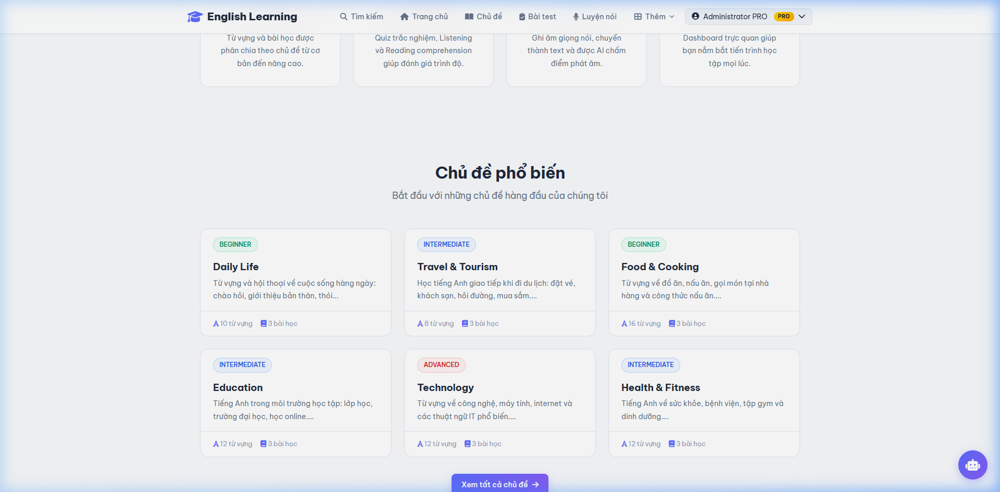 English Learning
Tìm kiếm
Trang chủ
Chủ đề
Bài test
Luyện nói
Thêm
Administrator PRO
PRO
Từ vựng và bài học được
phân chia theo chủ đề từ cơ
bản đến nâng cao.
Quiz trắc nghiệm, Listening
và Reading comprehension
giúp đánh giá trình độ.
Ghi âm giọng nói, chuyển
thành text và được AI chấm
điểm phát âm.
Dashboard trực quan giúp
bạn nắm bắt tiến trình học
tập mọi lúc.
Chủ đề phổ biến
Bắt đầu với những chủ đề hàng đầu của chúng tôi
BEGINNER
Daily Life
Từ vựng và hội thoại về cuộc sống hàng ngày:
chào hỏi, giới thiệu bản thân, thói...
10 từ vựng
3 bài học
INTERMEDIATE
Travel & Tourism
Học tiếng Anh giao tiếp khi đi du lịch: đặt vé,
khách sạn, hỏi đường, mua sắm....
8 từ vựng
3 bài học
BEGINNER
Food & Cooking
Từ vựng về đồ ăn, nấu ăn, gọi món tại nhà
hàng và công thức nấu ăn....
16 từ vựng
3 bài học
INTERMEDIATE
Education
Tiếng Anh trong môi trường học tập: lớp học,
trường đại học, học online....
12 từ vựng
3 bài học
ADVANCED
Technology
Từ vựng về công nghệ, máy tính, internet và
các thuật ngữ IT phổ biến....
12 từ vựng
3 bài học
INTERMEDIATE
Health & Fitness
Tiếng Anh về sức khỏe, bệnh viện, tập gym và
dinh dưỡng....
12 từ vựng
3 bài học
Xem tất cả chủ đề